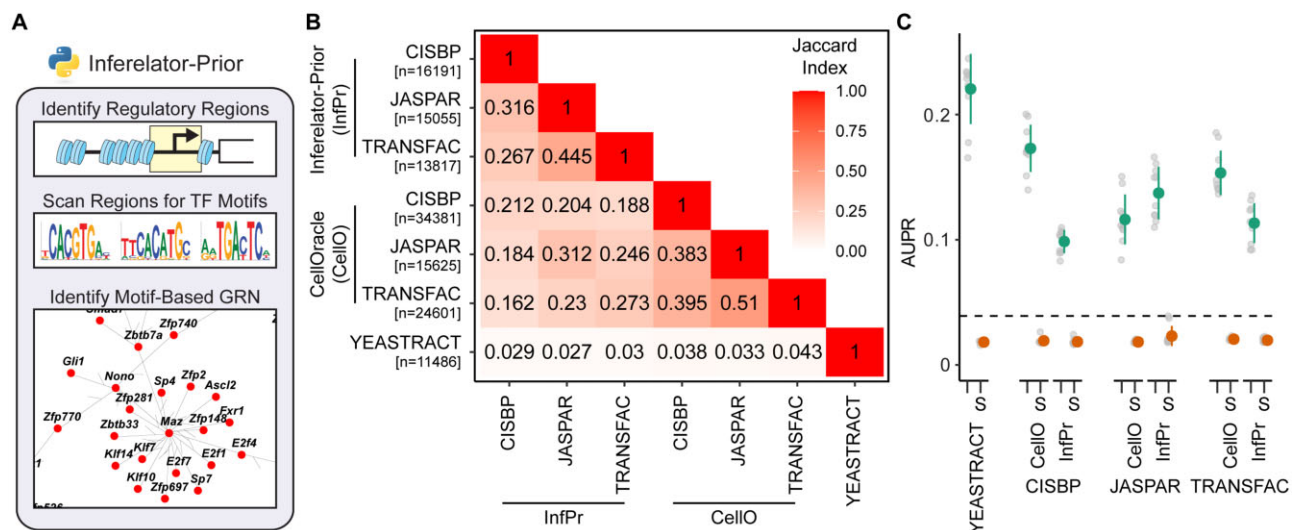 A
Inferelator-Prior
Identify Regulatory Regions
Scan Regions for TF Motifs
CACGTGA
TTCACATGC
TGACTCA
Identify Motif-Based GRN
Zfp740
Zbtb7a
Gli1
Nono
Sp4
Zfp2
Ascl2
Zfp281
Maz
Fxr1
Zfp770
Zbtb33
Zfp148
E2f4
Klf14
Klf7
E2f7
E2f1
Klf10
Zfp697
Sp7
B
Inferelator-Prior
(InfPr)
CISBP
[n=16191]
1
JASPAR
[n=15055]
0.316 1
TRANSFAC
[n=13817]
0.267 0.445 1
CellOracle
(CellO)
CISBP
[n=34381]
0.212 0.204 0.188 1
JASPAR
[n=15625]
0.184 0.312 0.246 0.383 1
TRANSFAC
[n=24601]
0.162 0.23 0.273 0.395 0.51 1
YEASTRACT
[n=11486]
0.029 0.027 0.03 0.038 0.033 0.043 1
CISBP
JASPAR
TRANSFAC
CISBP
JASPAR
TRANSFAC
YEASTRACT
InfPr
CellO
Jaccard
Index
1.00
0.75
0.50
0.25
0.00
C
AUPR
0.2
0.1
0
T S T S T S T S T S T S T S
YEASTRACT
CellO InfPr
CISBP
CellO InfPr
JASPAR
CellO InfPr
TRANSFAC